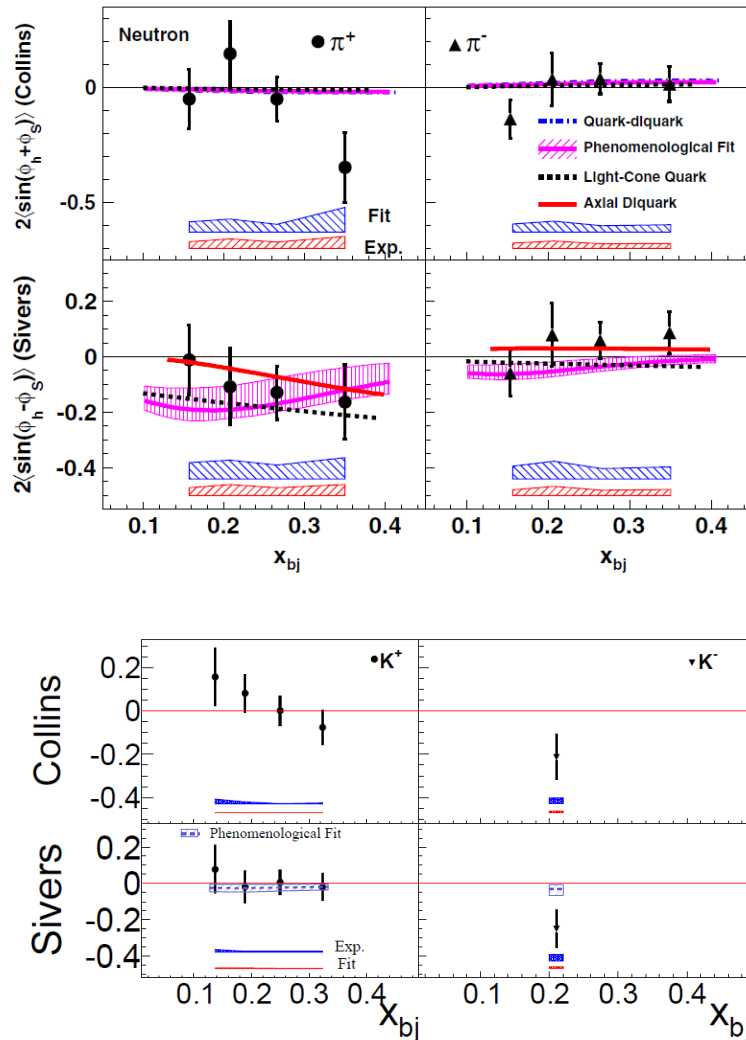 Neutron
π+
π-
2⟨sin(ϕh+ϕS)⟩ (Collins)
0
-0.5
Quark-diquark
Phenomenological Fit
Light-Cone Quark
Axial Diquark
Fit
Exp.
2⟨sin(ϕh-ϕS)⟩ (Sivers)
0.2
0
-0.2
-0.4
0.1 0.2 0.3 0.4 0.1 0.2 0.3 0.4
xbj xbj
K+
K-
Collins
0.2
0
-0.2
-0.4
Phenomenological Fit
Sivers
0.2
0
-0.2
-0.4
Exp.
Fit
0.1 0.2 0.3 0.4 0.1 0.2 0.3 0.4
Xbj Xb